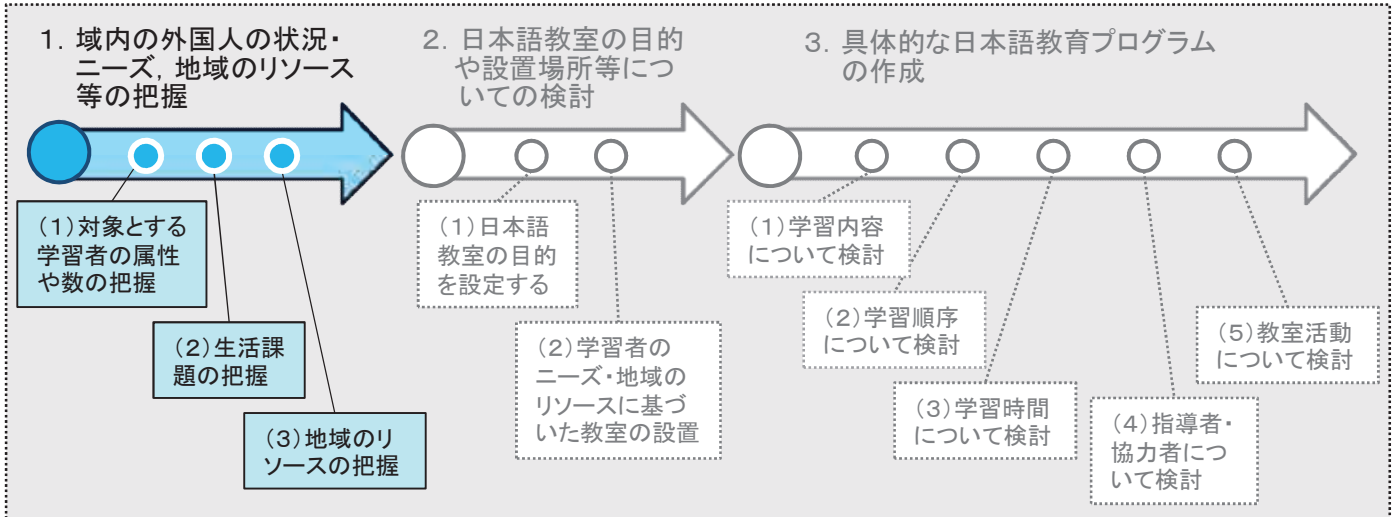 1．域内の外国人の状況・
ニーズ，地域のリソース
等の把握
(1)対象とする
学習者の属性
や数の把握
(2)生活課
題の把握
(3)地域のリ
ソースの把握
2．日本語教室の目的
や設置場所等につ
いての検討
(1)日本語
教室の目的
を設定する
(2)学習者の
ニーズ・地域の
リソースに基づ
いた教室の設置
3．具体的な日本語教育プログラム
の作成
(1)学習内容
について検討
(2)学習順序
について検討
(3)学習時間
について検討
(4)指導者・
協力者につ
いて検討
(5)教室活動
について検討